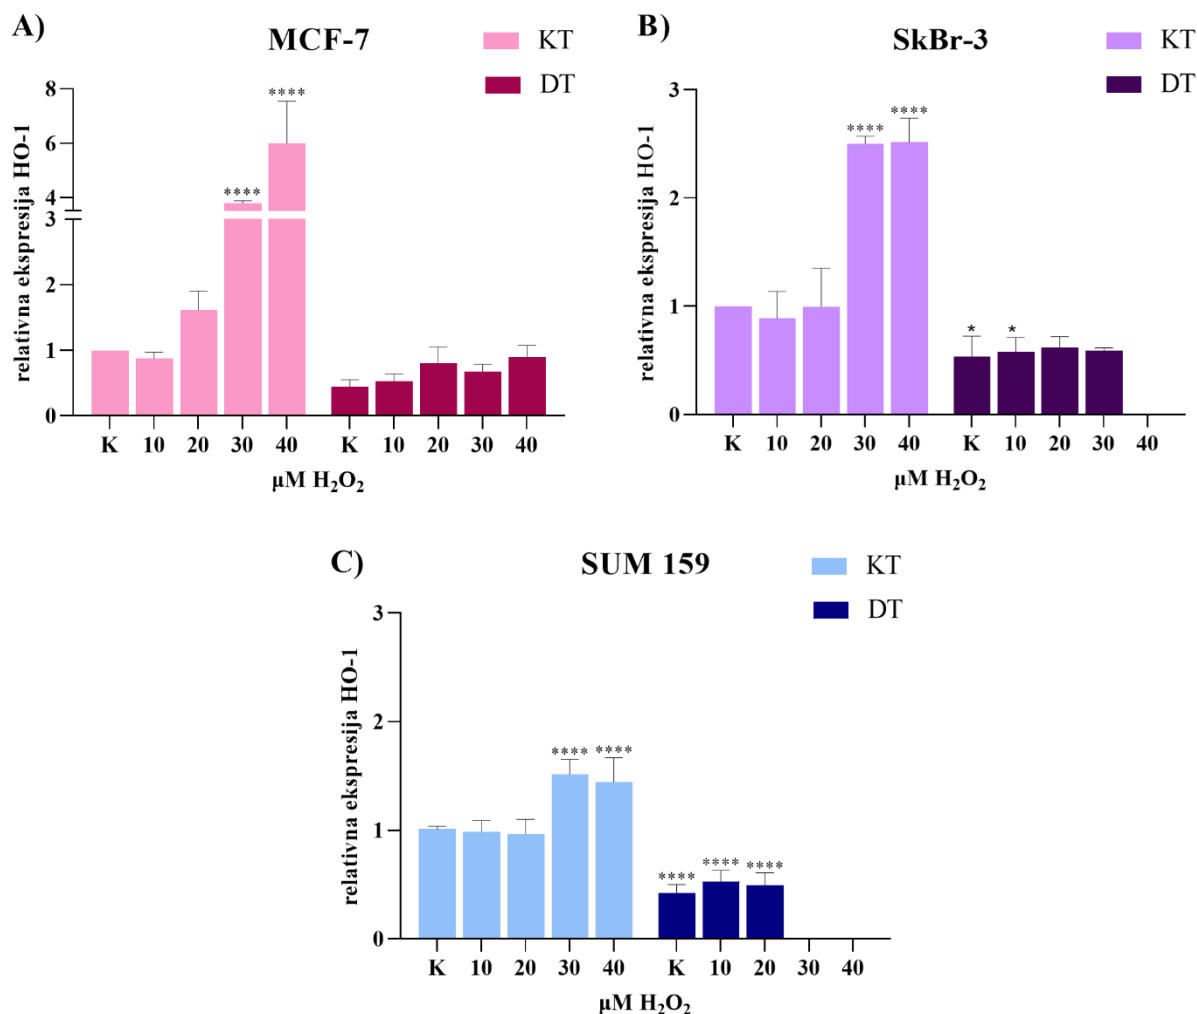 A)
MCF-7
KT
DT
relativna ekspresija HO-1
8
6
4
3
2
1
0
****
****
K 10 20 30 40 K 10 20 30 40
µM H₂O₂
B)
SkBr-3
KT
DT
relativna ekspresija HO-1
3
2
1
0
****
****
*
*
K 10 20 30 40 K 10 20 30 40
µM H₂O₂
C)
SUM 159
KT
DT
relativna ekspresija HO-1
3
2
1
0
****
****
****
****
****
K 10 20 30 40 K 10 20 30 40
µM H₂O₂